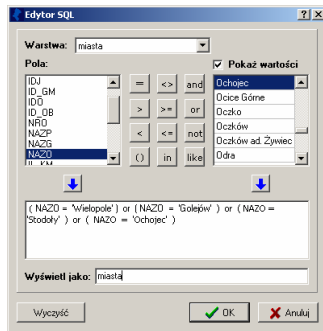 Edytor SQL
Warstwa: miasta
Pola:
Pokaż wartości
IDJ
ID_GM
IDO
ID_OB
NRO
NAZP
NAZG
NAZO
IL_KM
= <> and
> >= or
< <= not
() in like
Ochojec
Ocice Górne
Oczko
Oczków
Oczków ad. Żywiec
Odra
( NAZO = 'Wielopole' ) or ( NAZO = 'Golejów' ) or ( NAZO =
'Stodoły' ) or ( NAZO = 'Ochojec' )
Wyświetl jako: miasta
Wyczyść
OK
Anuluj